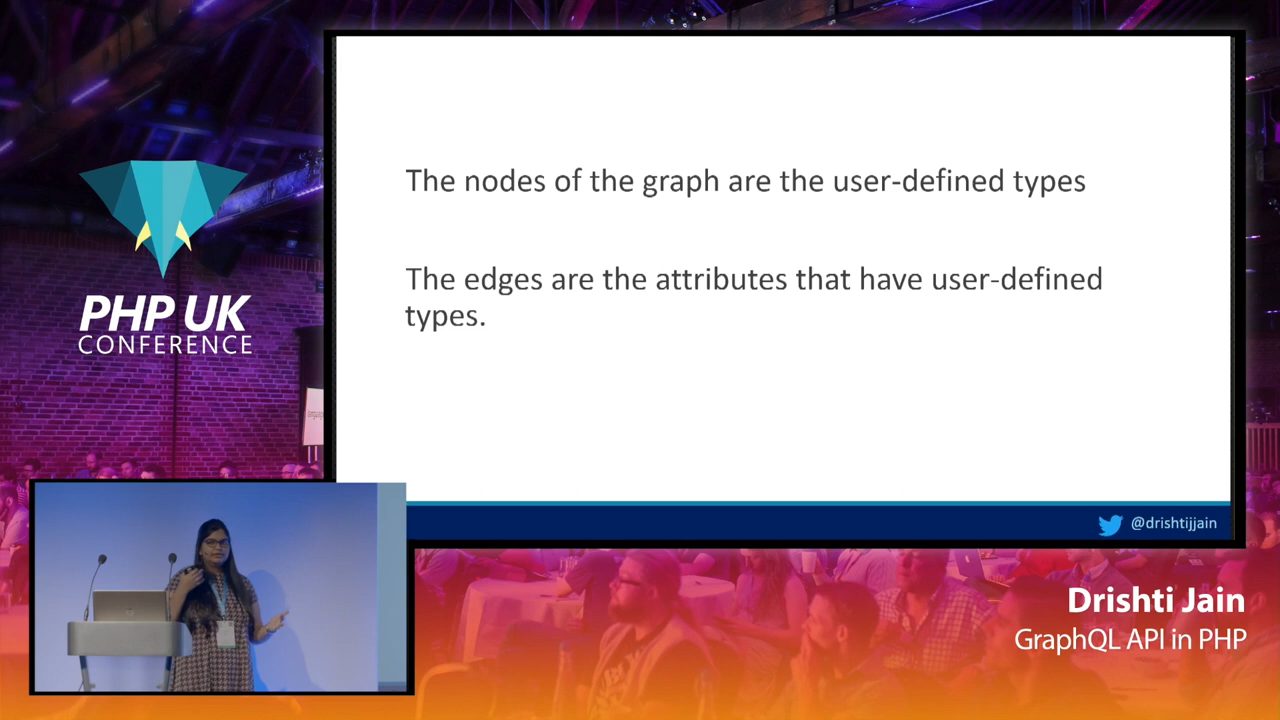 The nodes of the graph are the user-defined types
The edges are the attributes that have user-defined
types.
@drishtijjain
PHP UK
CONFERENCE
Drishti Jain
GraphQL API in PHP